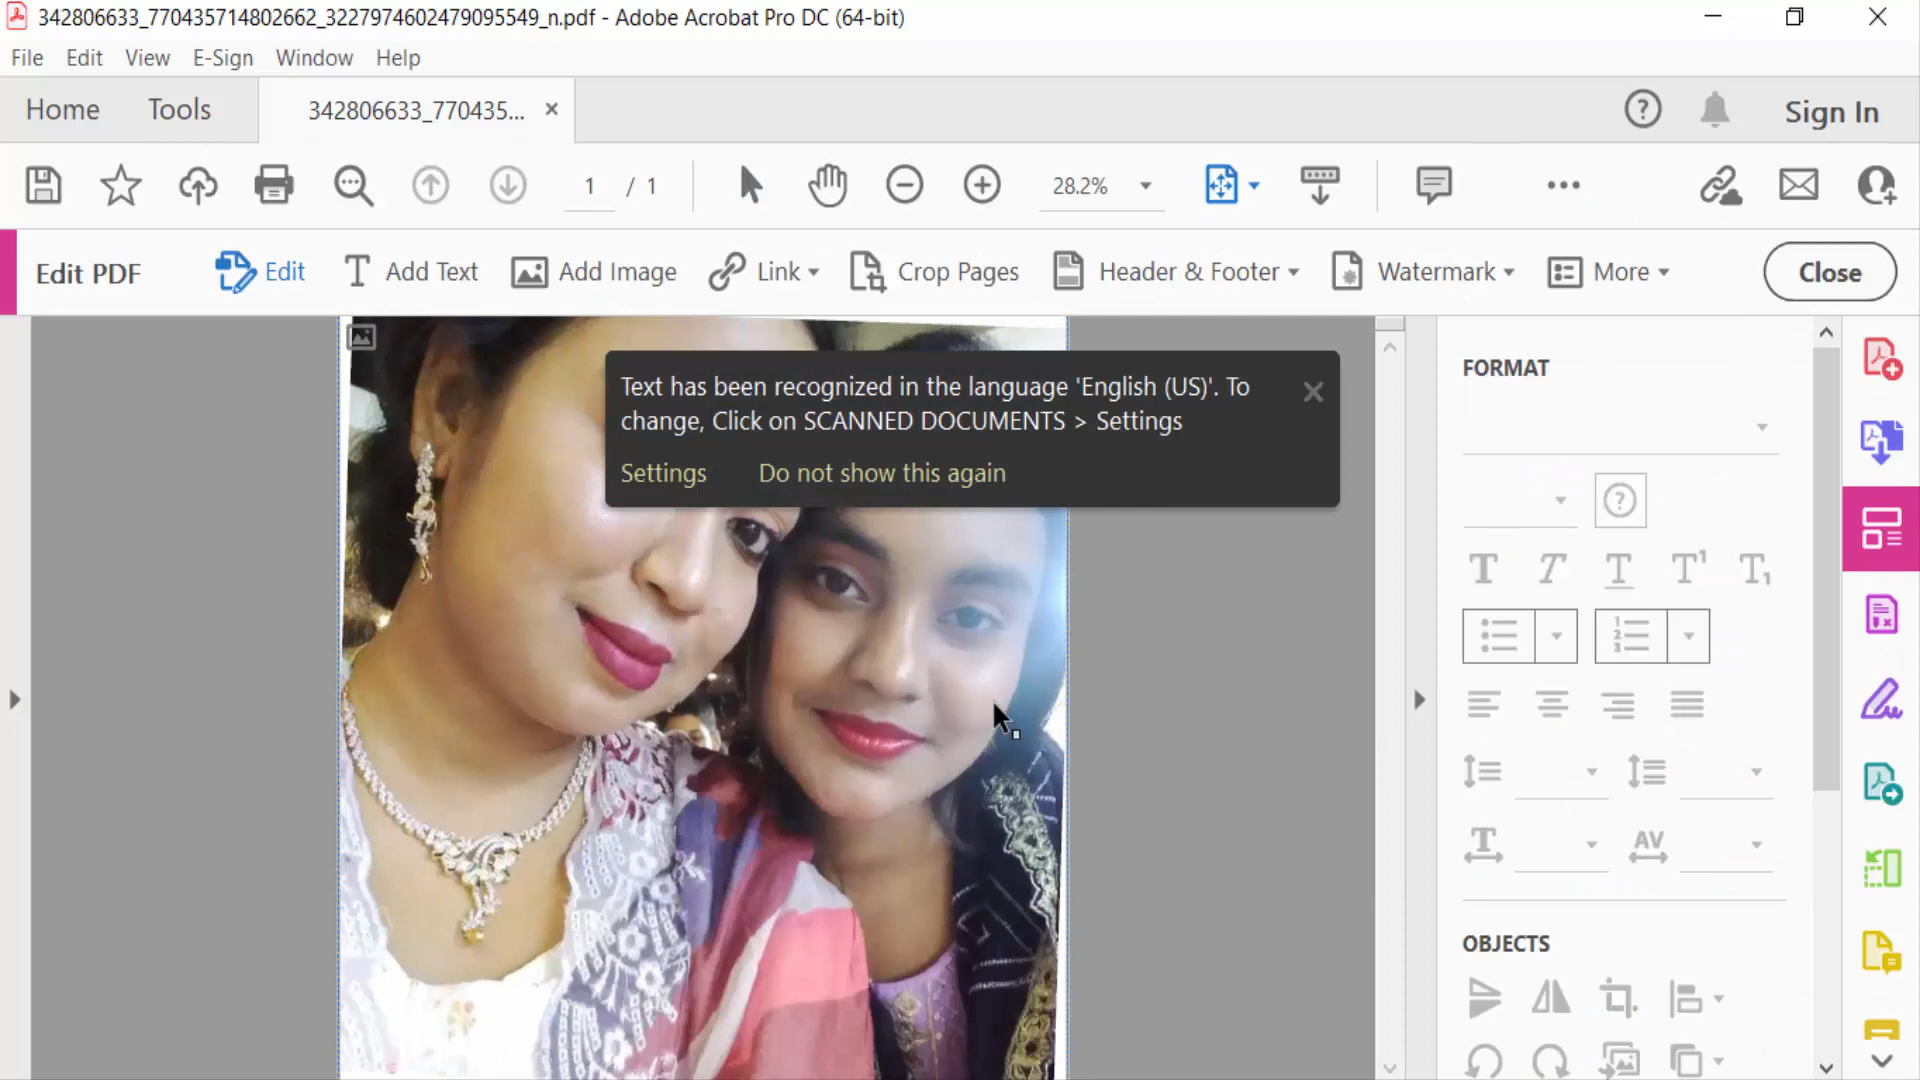 342806633_770435714802662_3227974602479095549_n.pdf - Adobe Acrobat Pro DC (64-bit)
File Edit View E-Sign Window Help
Home Tools 342806633_770435... × Sign In
1 / 1 28.2%
Edit PDF Edit Add Text Add Image Link Crop Pages Header & Footer Watermark More Close
Text has been recognized in the language 'English (US)'. To
change, Click on SCANNED DOCUMENTS > Settings
Settings Do not show this again
FORMAT
OBJECTS